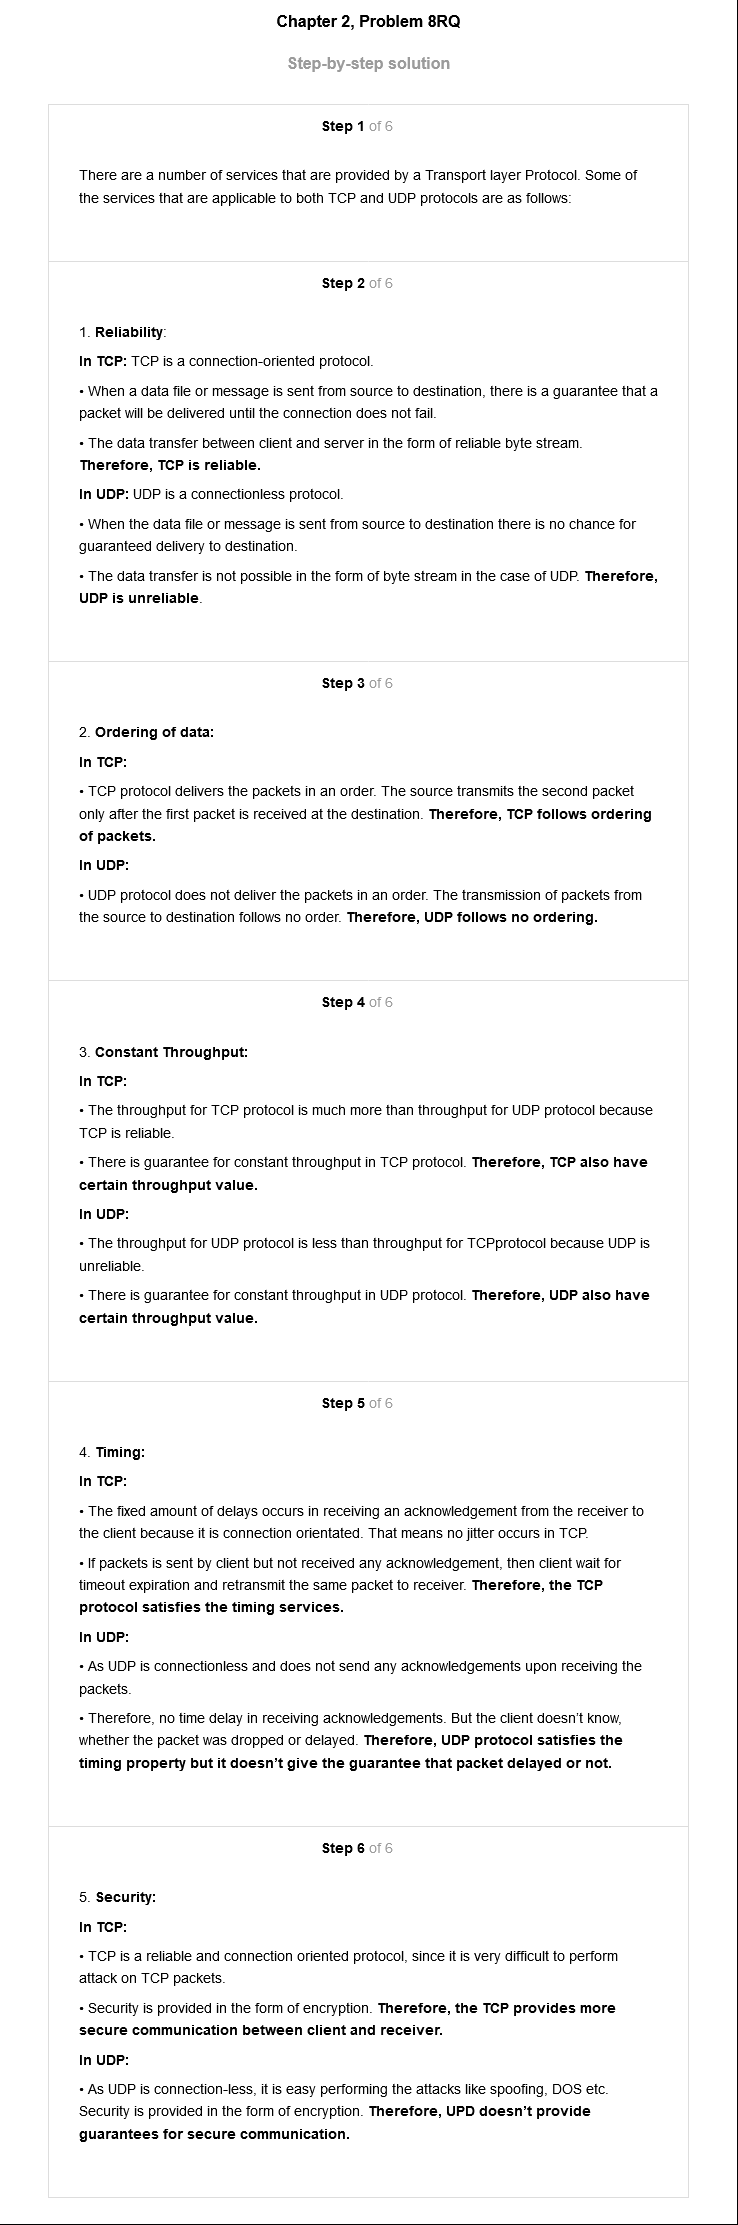 Chapter 2, Problem 8RQ
Step-by-step solution
Step 1 of 6
There are a number of services that are provided by a Transport layer Protocol. Some of
the services that are applicable to both TCP and UDP protocols are as follows:
Step 2 of 6
1. Reliability:
In TCP: TCP is a connection-oriented protocol.
• When a data file or message is sent from source to destination, there is a guarantee that a
packet will be delivered until the connection does not fail.
• The data transfer between client and server in the form of reliable byte stream.
Therefore, TCP is reliable.
In UDP: UDP is a connectionless protocol.
• When the data file or message is sent from source to destination there is no chance for
guaranteed delivery to destination.
• The data transfer is not possible in the form of byte stream in the case of UDP. Therefore,
UDP is unreliable.
Step 3 of 6
2. Ordering of data:
In TCP:
• TCP protocol delivers the packets in an order. The source transmits the second packet
only after the first packet is received at the destination. Therefore, TCP follows ordering
of packets.
In UDP:
• UDP protocol does not deliver the packets in an order. The transmission of packets from
the source to destination follows no order. Therefore, UDP follows no ordering.
Step 4 of 6
3. Constant Throughput:
In TCP:
• The throughput for TCP protocol is much more than throughput for UDP protocol because
TCP is reliable.
• There is guarantee for constant throughput in TCP protocol. Therefore, TCP also have
certain throughput value.
In UDP:
• The throughput for UDP protocol is less than throughput for TCPprotocol because UDP is
unreliable.
• There is guarantee for constant throughput in UDP protocol. Therefore, UDP also have
certain throughput value.
Step 5 of 6
4. Timing:
In TCP:
• The fixed amount of delays occurs in receiving an acknowledgement from the receiver to
the client because it is connection orientated. That means no jitter occurs in TCP.
• If packets is sent by client but not received any acknowledgement, then client wait for
timeout expiration and retransmit the same packet to receiver. Therefore, the TCP
protocol satisfies the timing services.
In UDP:
• As UDP is connectionless and does not send any acknowledgements upon receiving the
packets.
• Therefore, no time delay in receiving acknowledgements. But the client doesn’t know,
whether the packet was dropped or delayed. Therefore, UDP protocol satisfies the
timing property but it doesn’t give the guarantee that packet delayed or not.
Step 6 of 6
5. Security:
In TCP:
• TCP is a reliable and connection oriented protocol, since it is very difficult to perform
attack on TCP packets.
• Security is provided in the form of encryption. Therefore, the TCP provides more
secure communication between client and receiver.
In UDP:
• As UDP is connection-less, it is easy performing the attacks like spoofing, DOS etc.
Security is provided in the form of encryption. Therefore, UPD doesn’t provide
guarantees for secure communication.